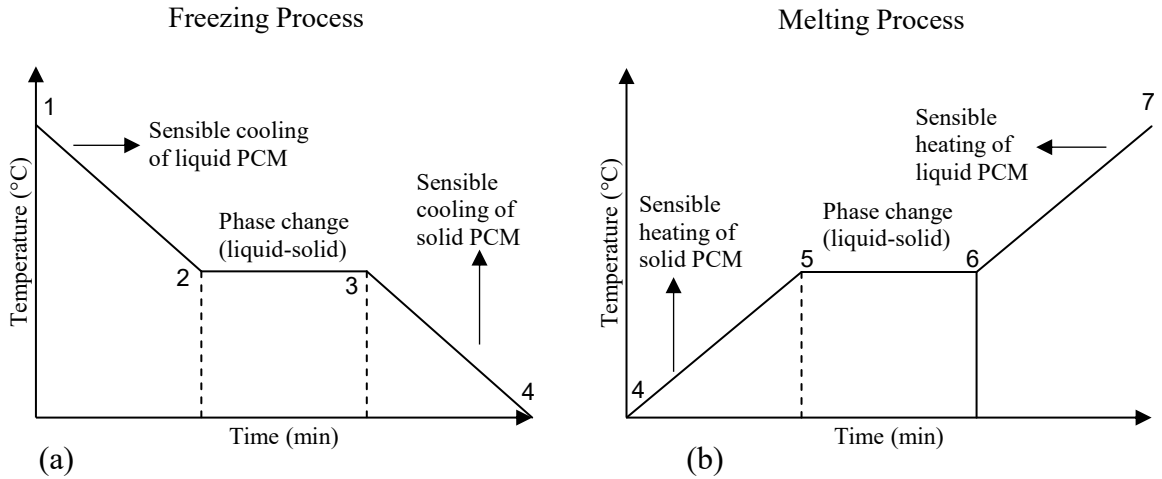 Freezing Process
Temperature (°C)
1
Sensible cooling
of liquid PCM
2
Phase change
(liquid-solid)
3
Sensible
cooling of
solid PCM
4
Time (min)
(a)
Melting Process
Temperature (°C)
4
Sensible
heating of
solid PCM
5
Phase change
(liquid-solid)
6
Sensible
heating of
liquid PCM
7
Time (min)
(b)